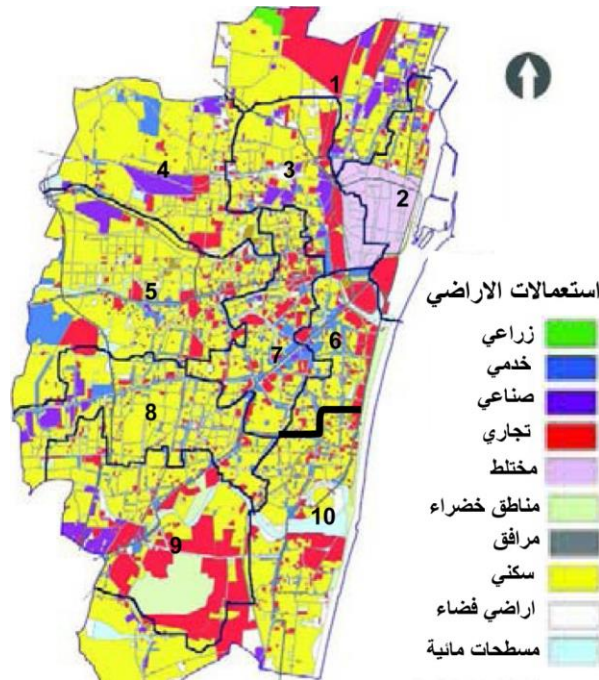 1
2
3
4
5
6
7
8
9
10
استعمالات الاراضي
زراعي
خدمي
صناعي
تجاري
مختلط
مناطق خضراء
مرافق
سكني
اراضي فضاء
مسطحات مائية